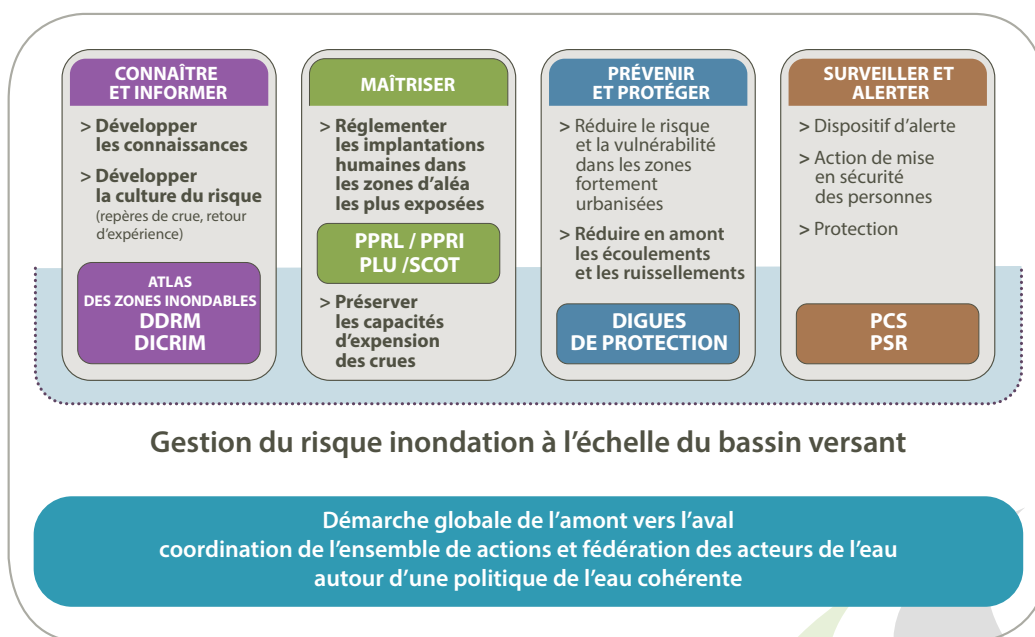 CONNAÎTRE
ET INFORMER
> Développer
les connaissances
> Développer
la culture du risque
(repères de crue, retour
d'expérience)
ATLAS
DES ZONES INONDABLES
DDRM
DICRIM
MAÎTRISER
> Réglementer
les implantations
humaines dans
les zones d'aléa
les plus exposées
PPRL / PPRI
PLU /SCOT
> Préserver
les capacités
d'expension
des crues
PRÉVENIR
ET PROTÉGER
> Réduire le risque
et la vulnérabilité
dans les zones
fortement
urbanisées
> Réduire en amont
les écoulements
et les ruissellements
DIGUES
DE PROTECTION
SURVEILLER ET
ALERTER
> Dispositif d'alerte
> Action de mise
en sécurité
des personnes
> Protection
PCS
PSR
Gestion du risque inondation à l'échelle du bassin versant
Démarche globale de l'amont vers l'aval
coordination de l'ensemble de actions et fédération des acteurs de l'eau
autour d'une politique de l'eau cohérente